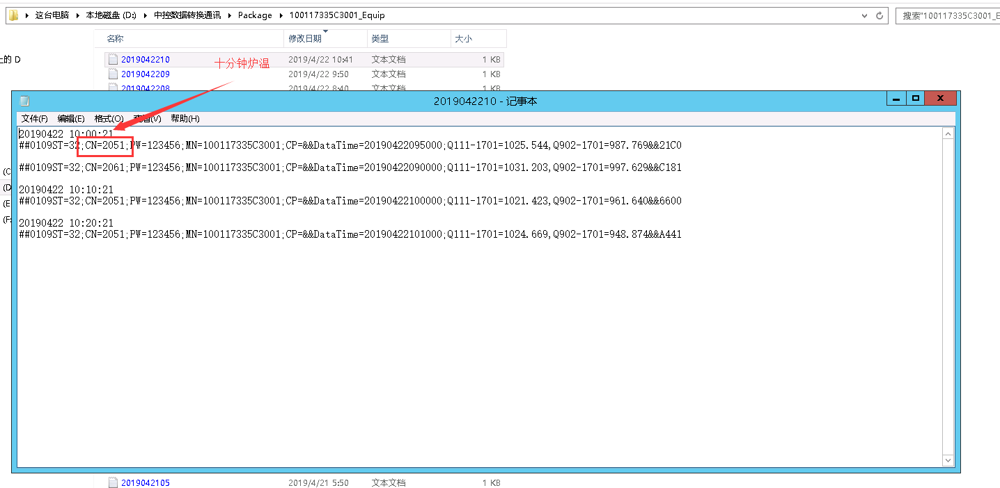 这台电脑 本地磁盘 (D:) 中控数据转换通讯 Package 100117335C3001_Equip 搜索"100117335C3001_E
名称 修改日期 类型 大小
上的 D
2019042210 2019/4/22 10:41 文本文档 1 KB
十分钟炉温
2019042209 2019/4/22 9:50 文本文档 1 KB
2019042208 2019/4/22 8:40 文本文档 1 KB
2019042210 - 记事本
文件(F) 编辑(E) 格式(O) 查看(V) 帮助(H)
20190422 10:00:21
##0109ST=32;CN=2051;PW=123456;MN=100117335C3001;CP=&&DataTime=20190422095000;Q111-1701=1025.544,Q902-1701=987.769&&21C0
##0109ST=32;CN=2061;PW=123456;MN=100117335C3001;CP=&&DataTime=20190422090000;Q111-1701=1031.203,Q902-1701=997.629&&C181
(C
20190422 10:10:21
(D
##0109ST=32;CN=2051;PW=123456;MN=100117335C3001;CP=&&DataTime=20190422100000;Q111-1701=1021.423,Q902-1701=961.640&&6600
(E
20190422 10:20:21
(F:
##0109ST=32;CN=2051;PW=123456;MN=100117335C3001;CP=&&DataTime=20190422101000;Q111-1701=1024.669,Q902-1701=948.874&&A441
2019042105 2019/4/21 5:50 文本文档 1 KB